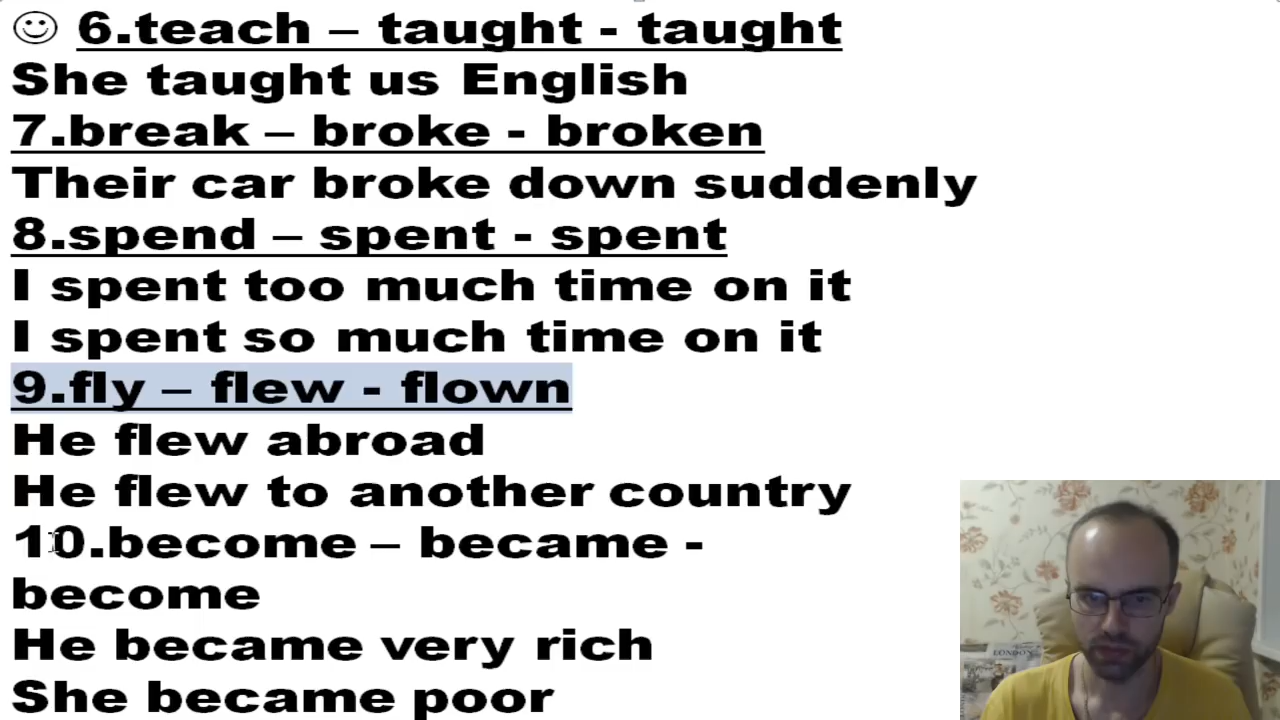 ☺ 6.teach – taught - taught
She taught us English
7.break – broke - broken
Their car broke down suddenly
8.spend – spent - spent
I spent too much time on it
I spent so much time on it
9.fly – flew - flown
He flew abroad
He flew to another country
10.become – became -
become
He became very rich
She became poor
LONDON